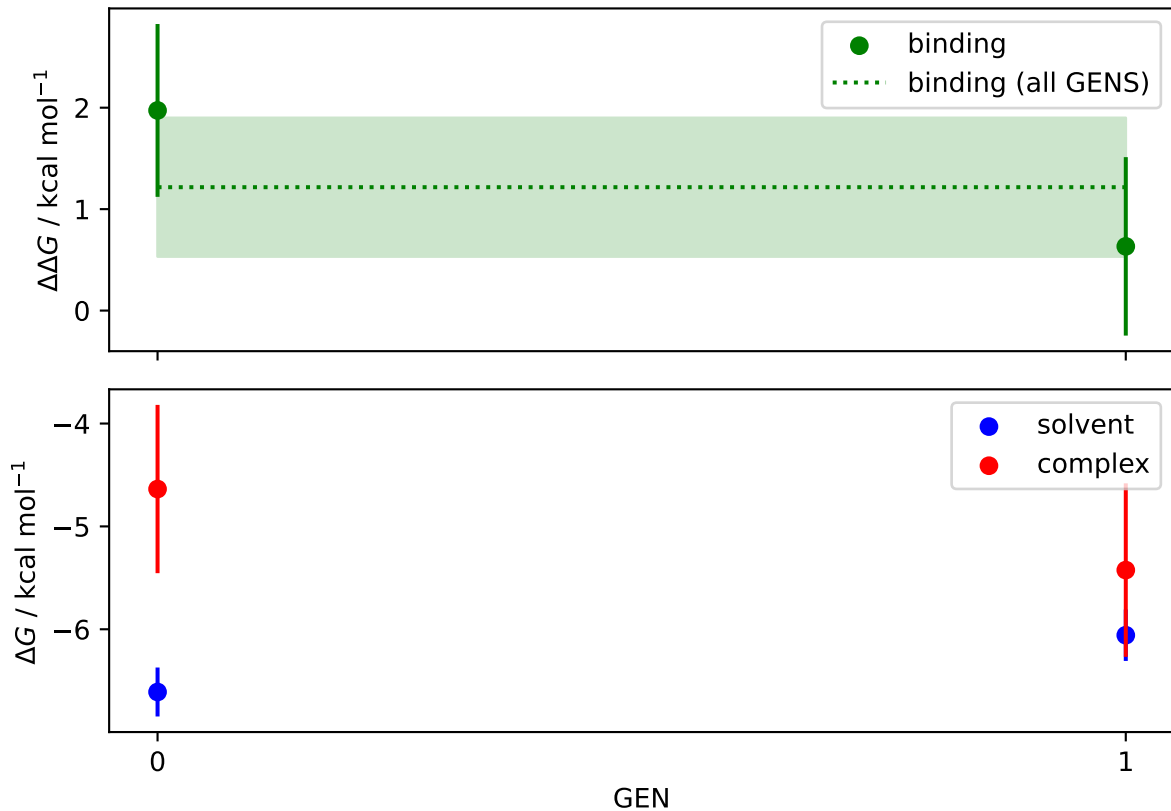 binding
binding (all GENS)
ΔΔG / kcal mol⁻¹
2
1
0
solvent
complex
ΔG / kcal mol⁻¹
−4
−5
−6
0
1
GEN